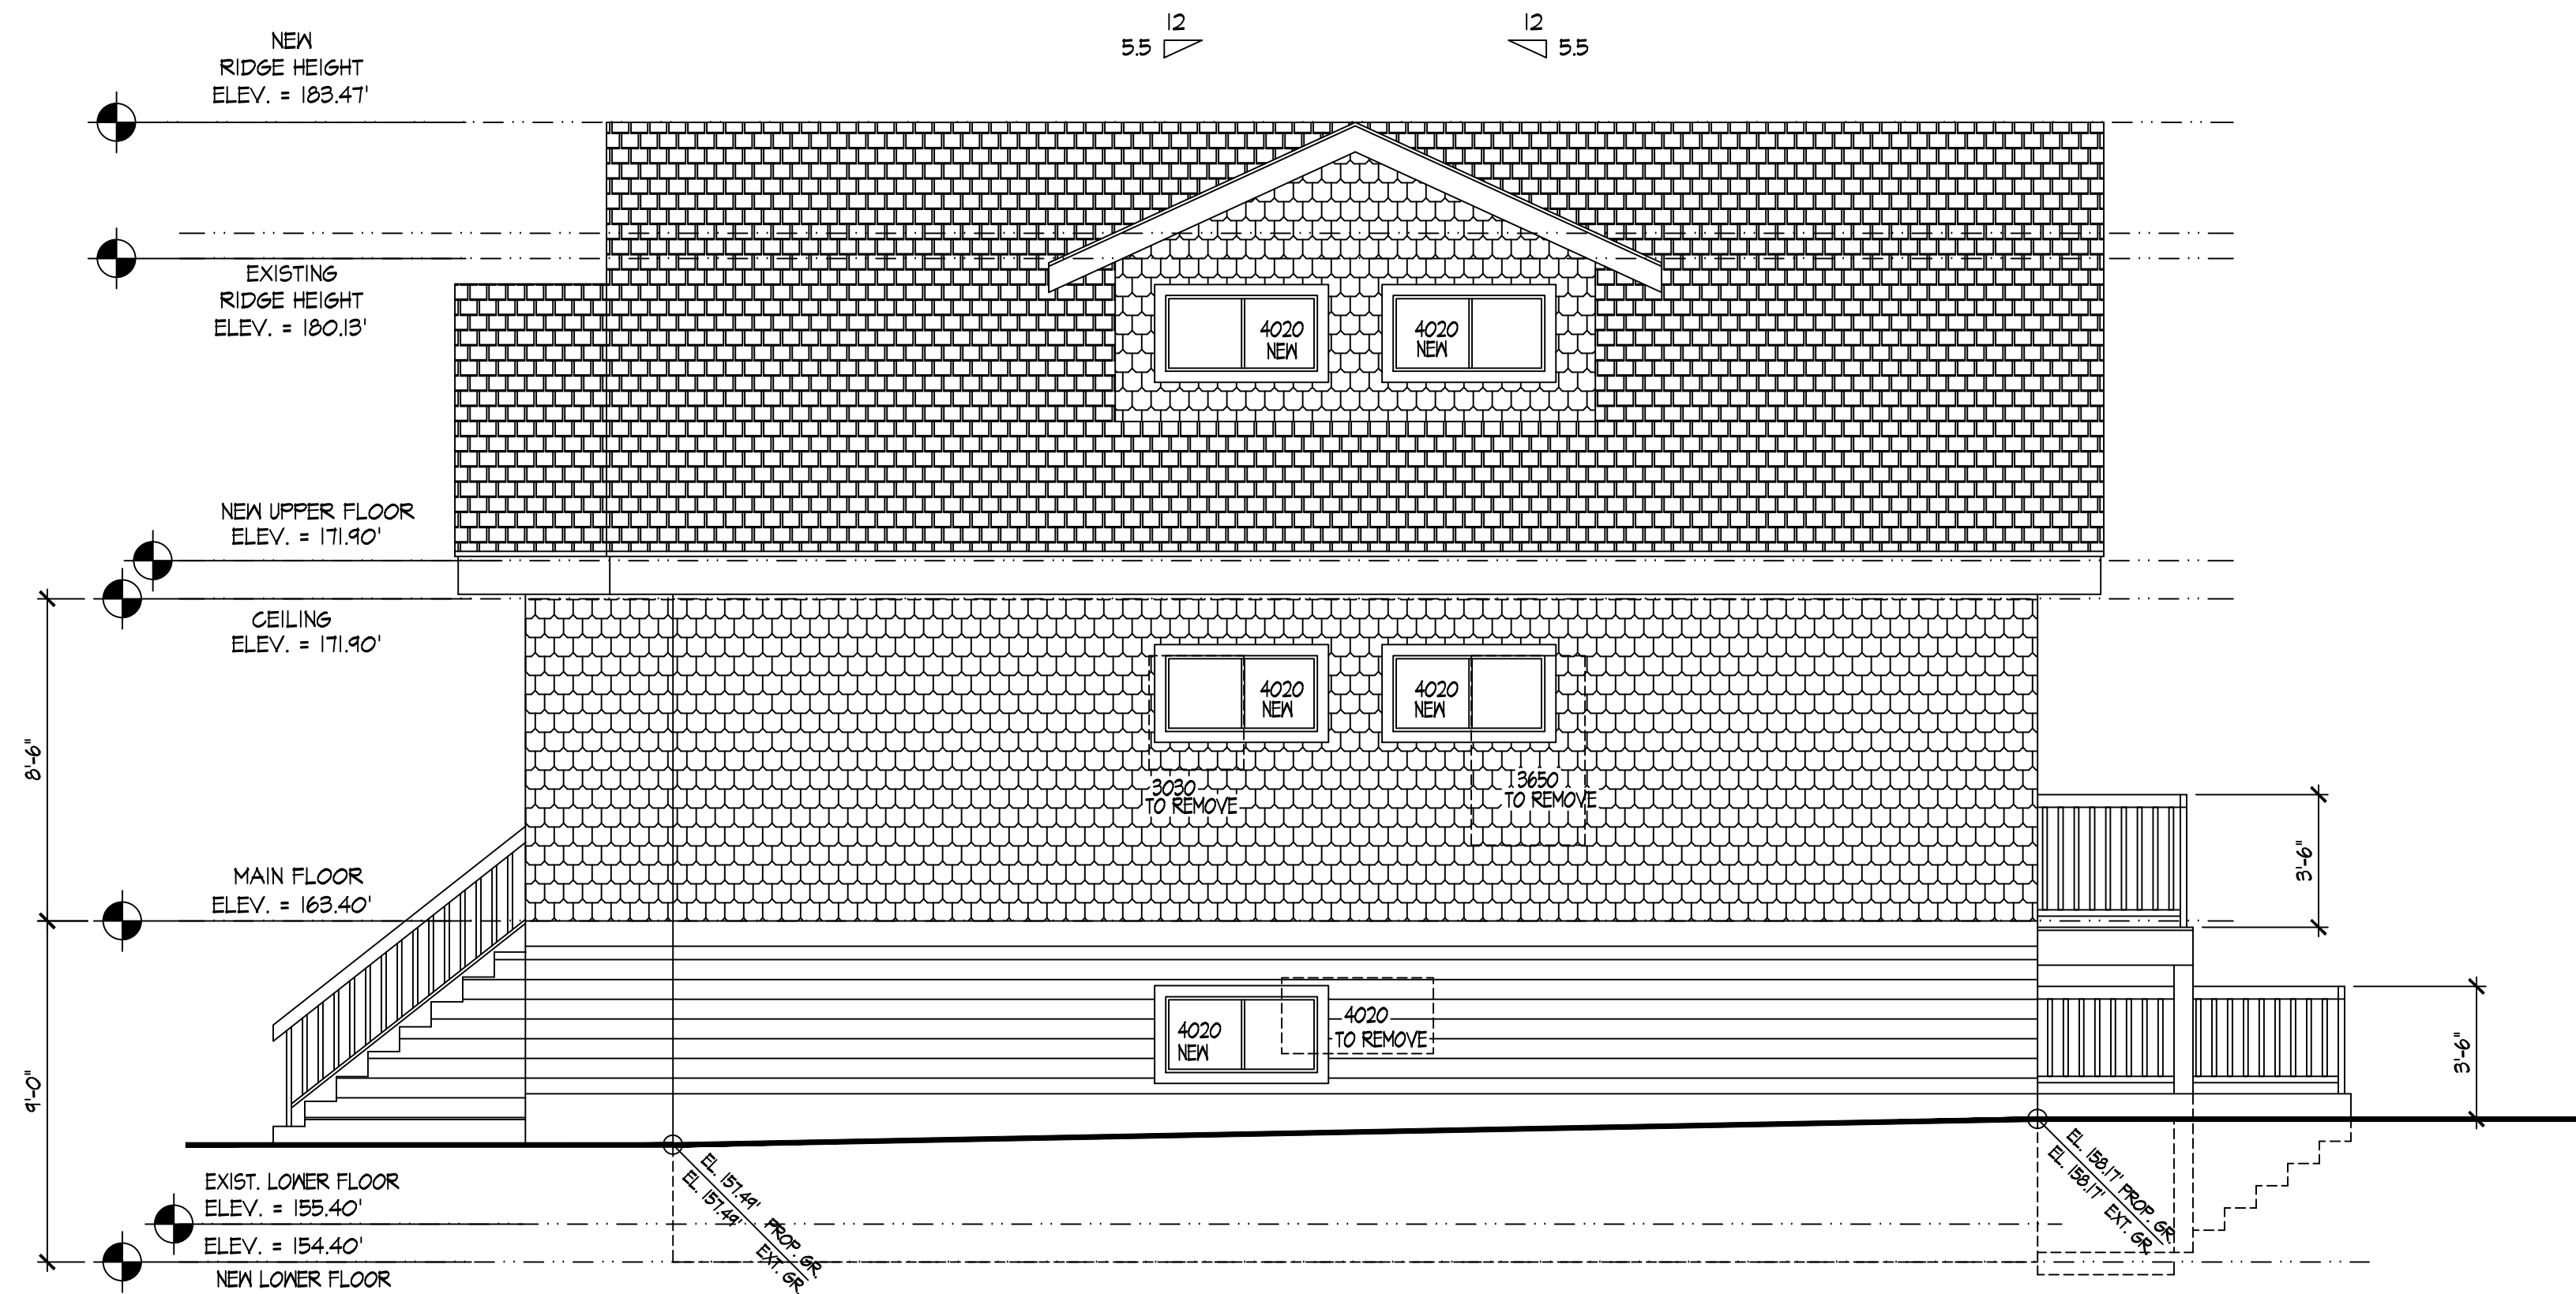 12
5.5
12
5.5
NEW
RIDGE HEIGHT
ELEV. = 183.47'
EXISTING
RIDGE HEIGHT
ELEV. = 180.13'
4020
NEW
4020
NEW
NEW UPPER FLOOR
ELEV. = 171.90'
CEILING
ELEV. = 171.90'
4020
NEW
4020
NEW
8'-6"
3030
TO REMOVE
3650
TO REMOVE
3'-6"
MAIN FLOOR
ELEV. = 163.40'
4020
NEW
4020
TO REMOVE
3'-6"
9'-0"
EL. 157.49' PROP. GR.
EL. 157.49' EXT. GR
EL. 158.17' PROP. GR.
EL. 158.17' EXT. GR
EXIST. LOWER FLOOR
ELEV. = 155.40'
ELEV. = 154.40'
NEW LOWER FLOOR